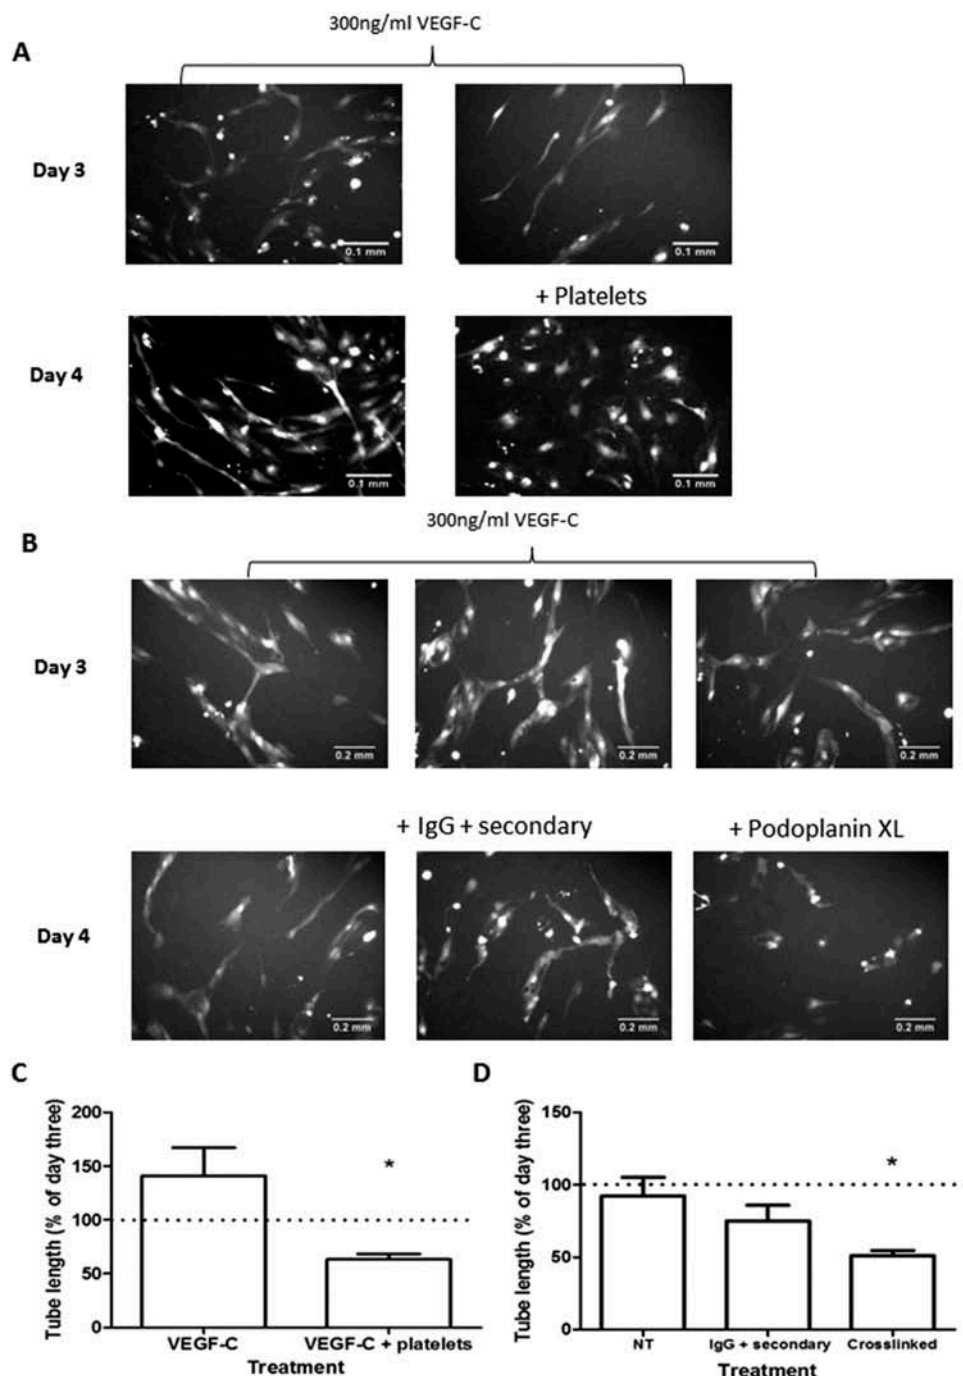 300ng/ml VEGF-C
A
Day 3
0.1 mm
0.1 mm
+ Platelets
Day 4
0.1 mm
0.1 mm
300ng/ml VEGF-C
B
Day 3
0.2 mm
0.2 mm
0.2 mm
+ IgG + secondary
+ Podoplanin XL
Day 4
0.2 mm
0.2 mm
0.2 mm
C
Tube length (% of day three)
200
150
100
50
0
*
VEGF-C
VEGF-C + platelets
Treatment
D
Tube length (% of day three)
150
100
50
0
*
NT
IgG + secondary
Crosslinked
Treatment